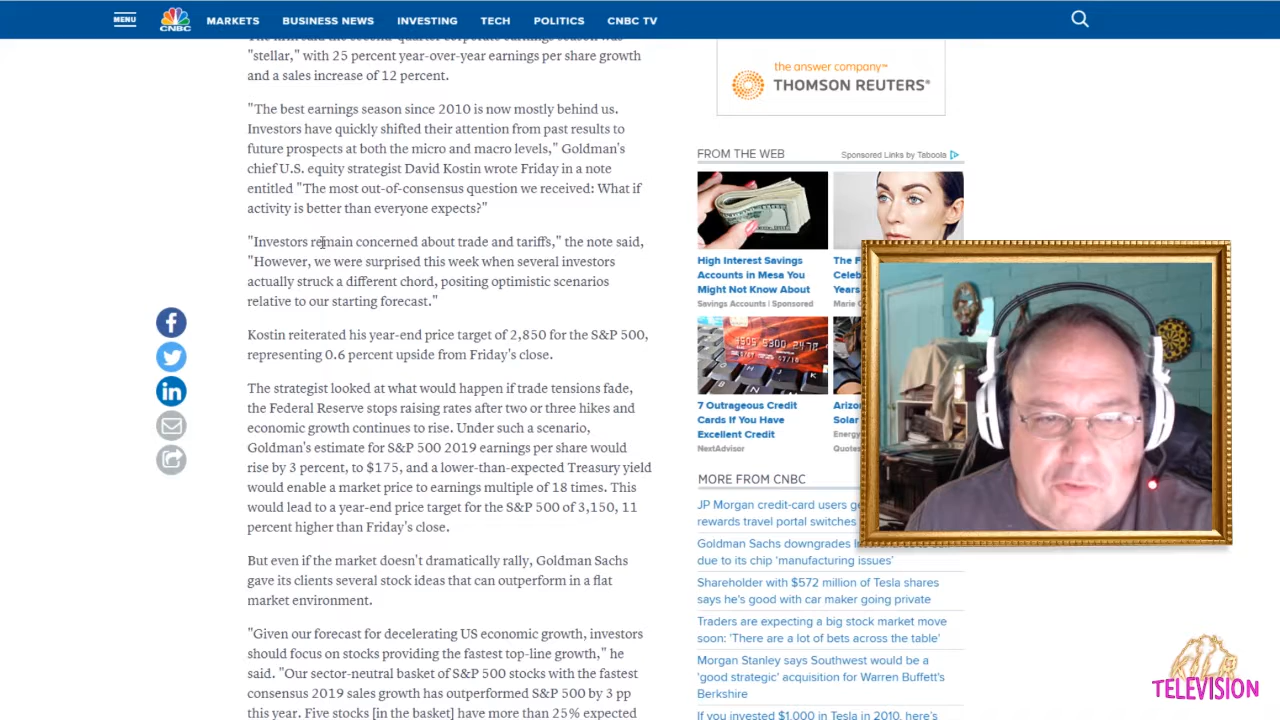 MENU
CNBC
MARKETS
BUSINESS NEWS
INVESTING
TECH
POLITICS
CNBC TV
"stellar," with 25 percent year-over-year earnings per share growth
and a sales increase of 12 percent.
"The best earnings season since 2010 is now mostly behind us.
Investors have quickly shifted their attention from past results to
future prospects at both the micro and macro levels," Goldman's
chief U.S. equity strategist David Kostin wrote Friday in a note
entitled "The most out-of-consensus question we received: What if
activity is better than everyone expects?"
"Investors remain concerned about trade and tariffs," the note said,
"However, we were surprised this week when several investors
actually struck a different chord, positing optimistic scenarios
relative to our starting forecast."
Kostin reiterated his year-end price target of 2,850 for the S&P 500,
representing 0.6 percent upside from Friday's close.
The strategist looked at what would happen if trade tensions fade,
the Federal Reserve stops raising rates after two or three hikes and
economic growth continues to rise. Under such a scenario,
Goldman's estimate for S&P 500 2019 earnings per share would
rise by 3 percent, to $175, and a lower-than-expected Treasury yield
would enable a market price to earnings multiple of 18 times. This
would lead to a year-end price target for the S&P 500 of 3,150, 11
percent higher than Friday's close.
But even if the market doesn't dramatically rally, Goldman Sachs
gave its clients several stock ideas that can outperform in a flat
market environment.
"Given our forecast for decelerating US economic growth, investors
should focus on stocks providing the fastest top-line growth," he
said. "Our sector-neutral basket of S&P 500 stocks with the fastest
consensus 2019 sales growth has outperformed S&P 500 by 3 pp
this year. Five stocks [in the basket] have more than 25% expected
the answer company™
THOMSON REUTERS®
FROM THE WEB
Sponsored Links by Taboola
High Interest Savings
Accounts in Mesa You
Might Not Know About
Savings Accounts | Sponsored
The F
Celeb
Years
Marie C
7 Outrageous Credit
Cards If You Have
Excellent Credit
NextAdvisor
Arizo
Solar
Energy
Quotes
MORE FROM CNBC
JP Morgan credit-card users g
rewards travel portal switches
Goldman Sachs downgrades
due to its chip 'manufacturing issues'
Shareholder with $572 million of Tesla shares
says he's good with car maker going private
Traders are expecting a big stock market move
soon: 'There are a lot of bets across the table'
Morgan Stanley says Southwest would be a
'good strategic' acquisition for Warren Buffett's
Berkshire
If you invested $1,000 in Tesla in 2010, here's
TELEVISION